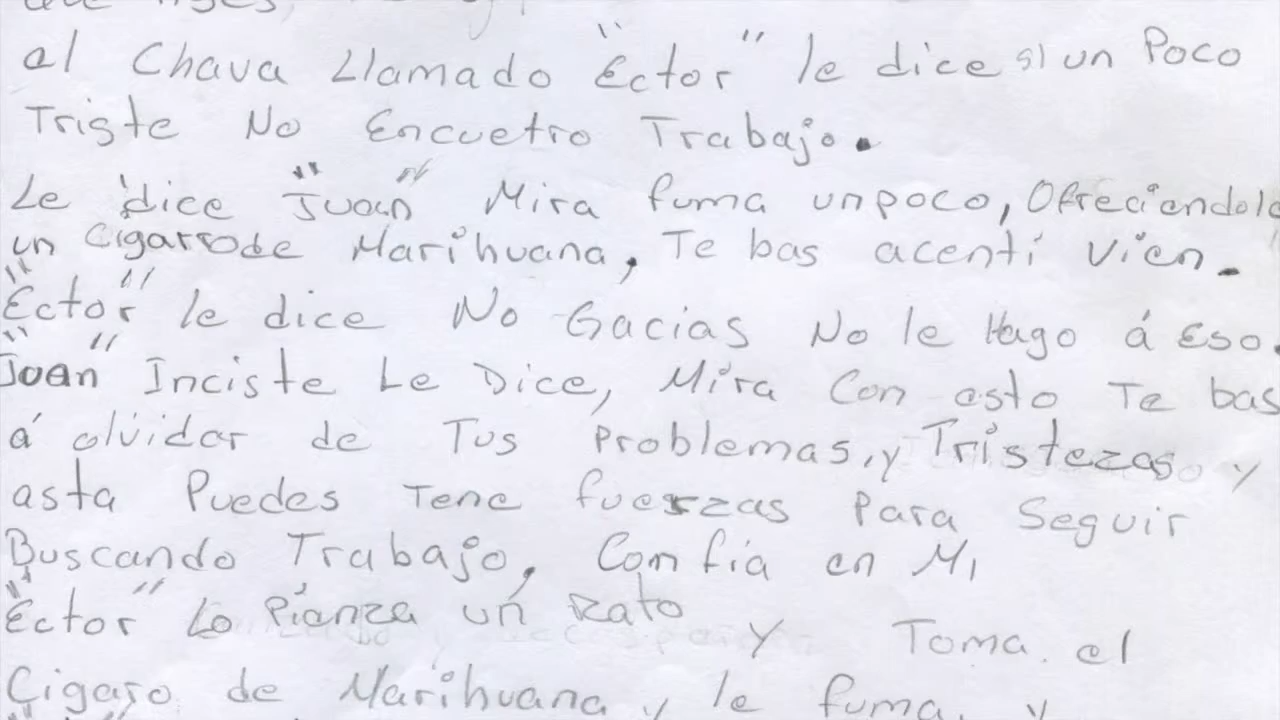 al Chava Llamado "Ector" le dice si un Poco
Triste No Encuetro Trabajo.
Le dice "Juan" Mira fuma unpoco, Ofreciendole
un Cigarrode Marihuana, Te bas acenti Vien.
"Ector" le dice No Gacias No le Hago á Eso.
"Juan" Inciste Le Dice, Mira Con esto Te bas
á olvidar de Tus Problemas, y Tristezas y
asta Puedes Tene fuerzas Para Seguir
Buscando Trabajo, Comfia en Mi
"Ector" Lo Pianza un Rato y Toma el
Cigaro de Marihuana y le fuma, y